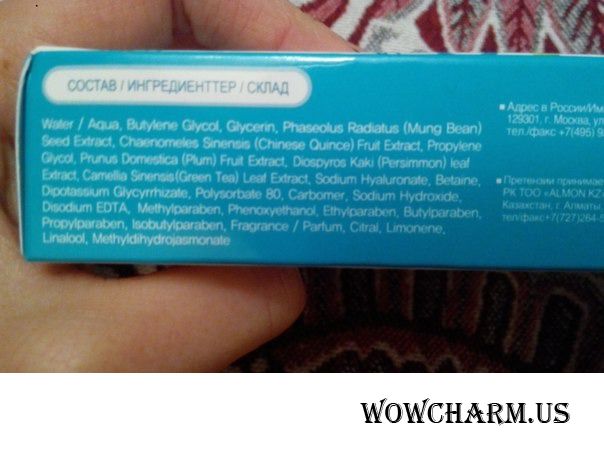 СОСТАВ / ИНГРЕДИЕНТТЕР / СКЛАД
Water / Aqua, Butylene Glycol, Glycerin, Phaseolus Radiatus (Mung Bean)
Seed Extract, Chaenomeles Sinensis (Chinese Quince) Fruit Extract, Propylene
Glycol, Prunus Domestica (Plum) Fruit Extract, Diospyros Kaki (Persimmon) leaf
Extract, Camellia Sinensis(Green Tea) Leaf Extract, Sodium Hyaluronate, Betaine,
Dipotassium Glycyrrhizate, Polysorbate 80, Carbomer, Sodium Hydroxide,
Disodium EDTA, Methylparaben, Phenoxyethanol, Ethylparaben, Butylparaben,
Propylparaben, Isobutylparaben, Fragrance / Parfum, Citral, Limonene,
Linalool, Methyldihydrojasmonate
▪ Адрес в России/Им
129301, г. Москва, ул
тел./факс +7(495) 9
▪ Претензии принимае
РК ТОО «ALMON KZ
Казахстан, г. Алматы
тел/факс+7(727)264-5
WOWCHARM.US